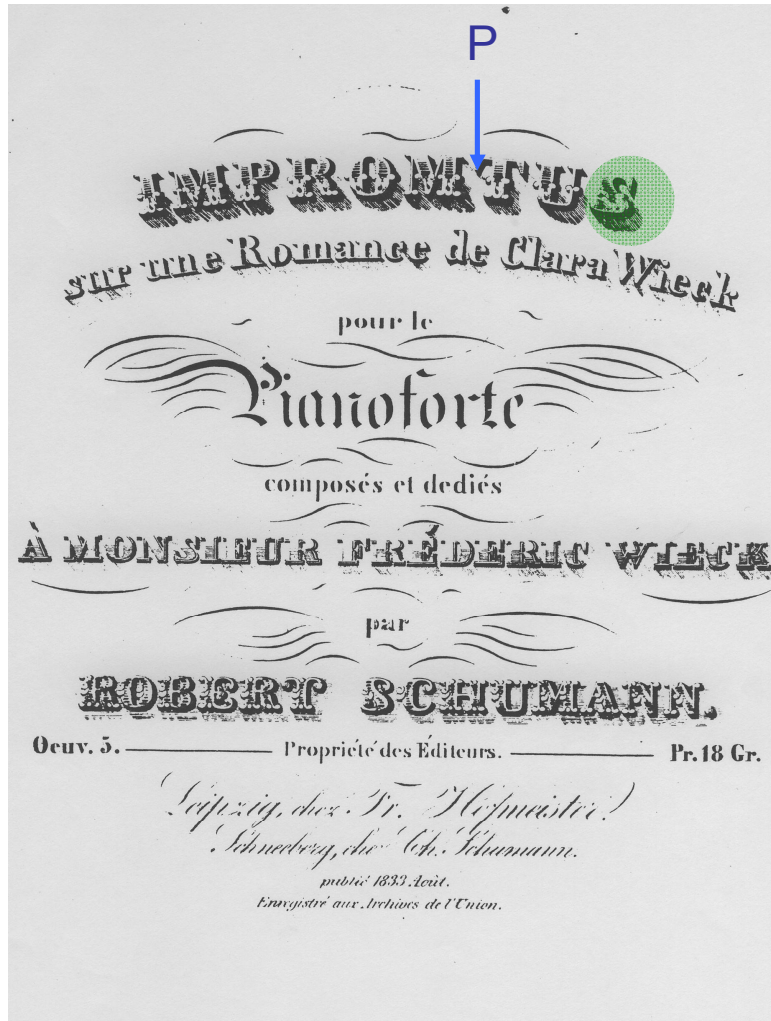 P
IMPROMTUS
sur une Romance de Clara Wieck
pour le
Pianoforte
composés et dediés
À MONSIEUR FRÉDERIC WIECK
par
ROBERT SCHUMANN.
Oeuv. 5. Propriété des Éditeurs. Pr. 18 Gr.
Leipzig, chez Fr. Hofmeister.
Schneeberg, chez Ch. Schumann.
publié 1833 Août.
Enregistré aux Archives de l'Union.